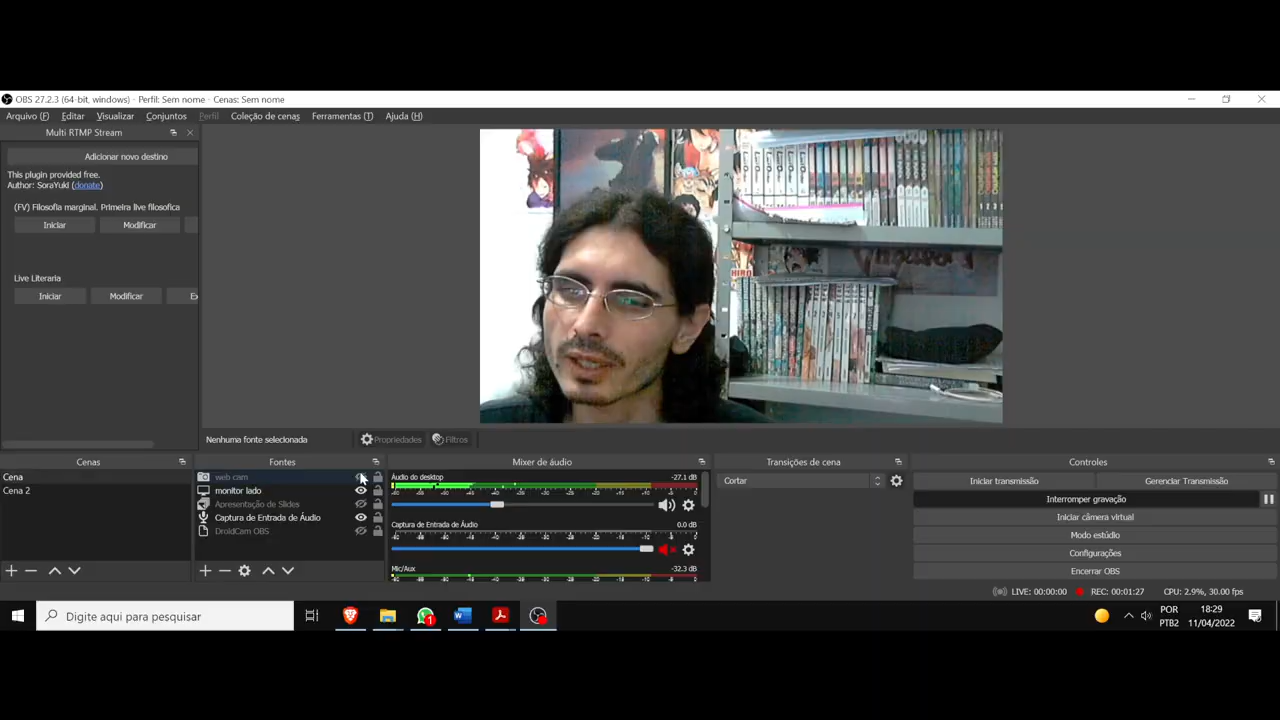 OBS 27.2.3 (64-bit, windows) - Perfil: Sem nome - Cenas: Sem nome
Arquivo (F) Editar Visualizar Conjuntos Perfil Coleção de cenas Ferramentas (T) Ajuda (H)
Multi RTMP Stream
Adicionar novo destino
This plugin provided free.
Author: SoraYuki (donate)
(FV) Filosofia marginal. Primeira live filosofica
Iniciar Modificar
Live Literaria
Iniciar Modificar Ex
Nenhuma fonte selecionada Propriedades Filtros
Cenas
Cena
Cena 2
Fontes
web cam
monitor lado
Apresentação de Slides
Captura de Entrada de Áudio
DroidCam OBS
Mixer de áudio
Áudio do desktop -27.1 dB
Captura de Entrada de Áudio 0.0 dB
Mic/Aux -32.3 dB
Transições de cena
Cortar
Controles
Iniciar transmissão Gerenciar Transmissão
Interromper gravação
Iniciar câmera virtual
Modo estúdio
Configurações
Encerrar OBS
LIVE: 00:00:00 REC: 00:01:27 CPU: 2.9%, 30.00 fps
Digite aqui para pesquisar
1
POR
PTB2
18:29
11/04/2022